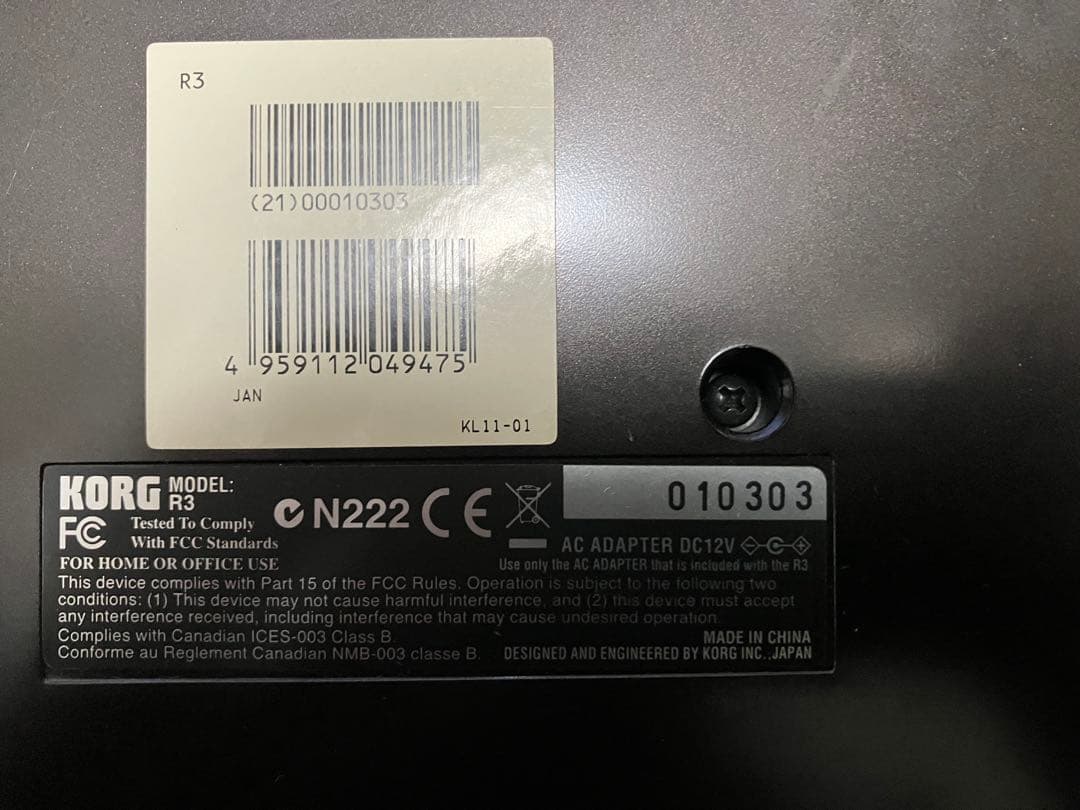 R3
(21)00010303
4 959112 049475
JAN
KL11-01
KORG MODEL:
R3
010303
FC Tested To Comply
With FCC Standards
N222 CE
FOR HOME OR OFFICE USE
AC ADAPTER DC12V
Use only the AC ADAPTER that is included with the R3
This device complies with Part 15 of the FCC Rules. Operation is subject to the following two
conditions: (1) This device may not cause harmful interference, and (2) this device must accept
any interference received, including interference that may cause undesired operation.
Complies with Canadian ICES-003 Class B.
Conforme au Reglement Canadian NMB-003 classe B.
MADE IN CHINA
DESIGNED AND ENGINEERED BY KORG INC.,JAPAN